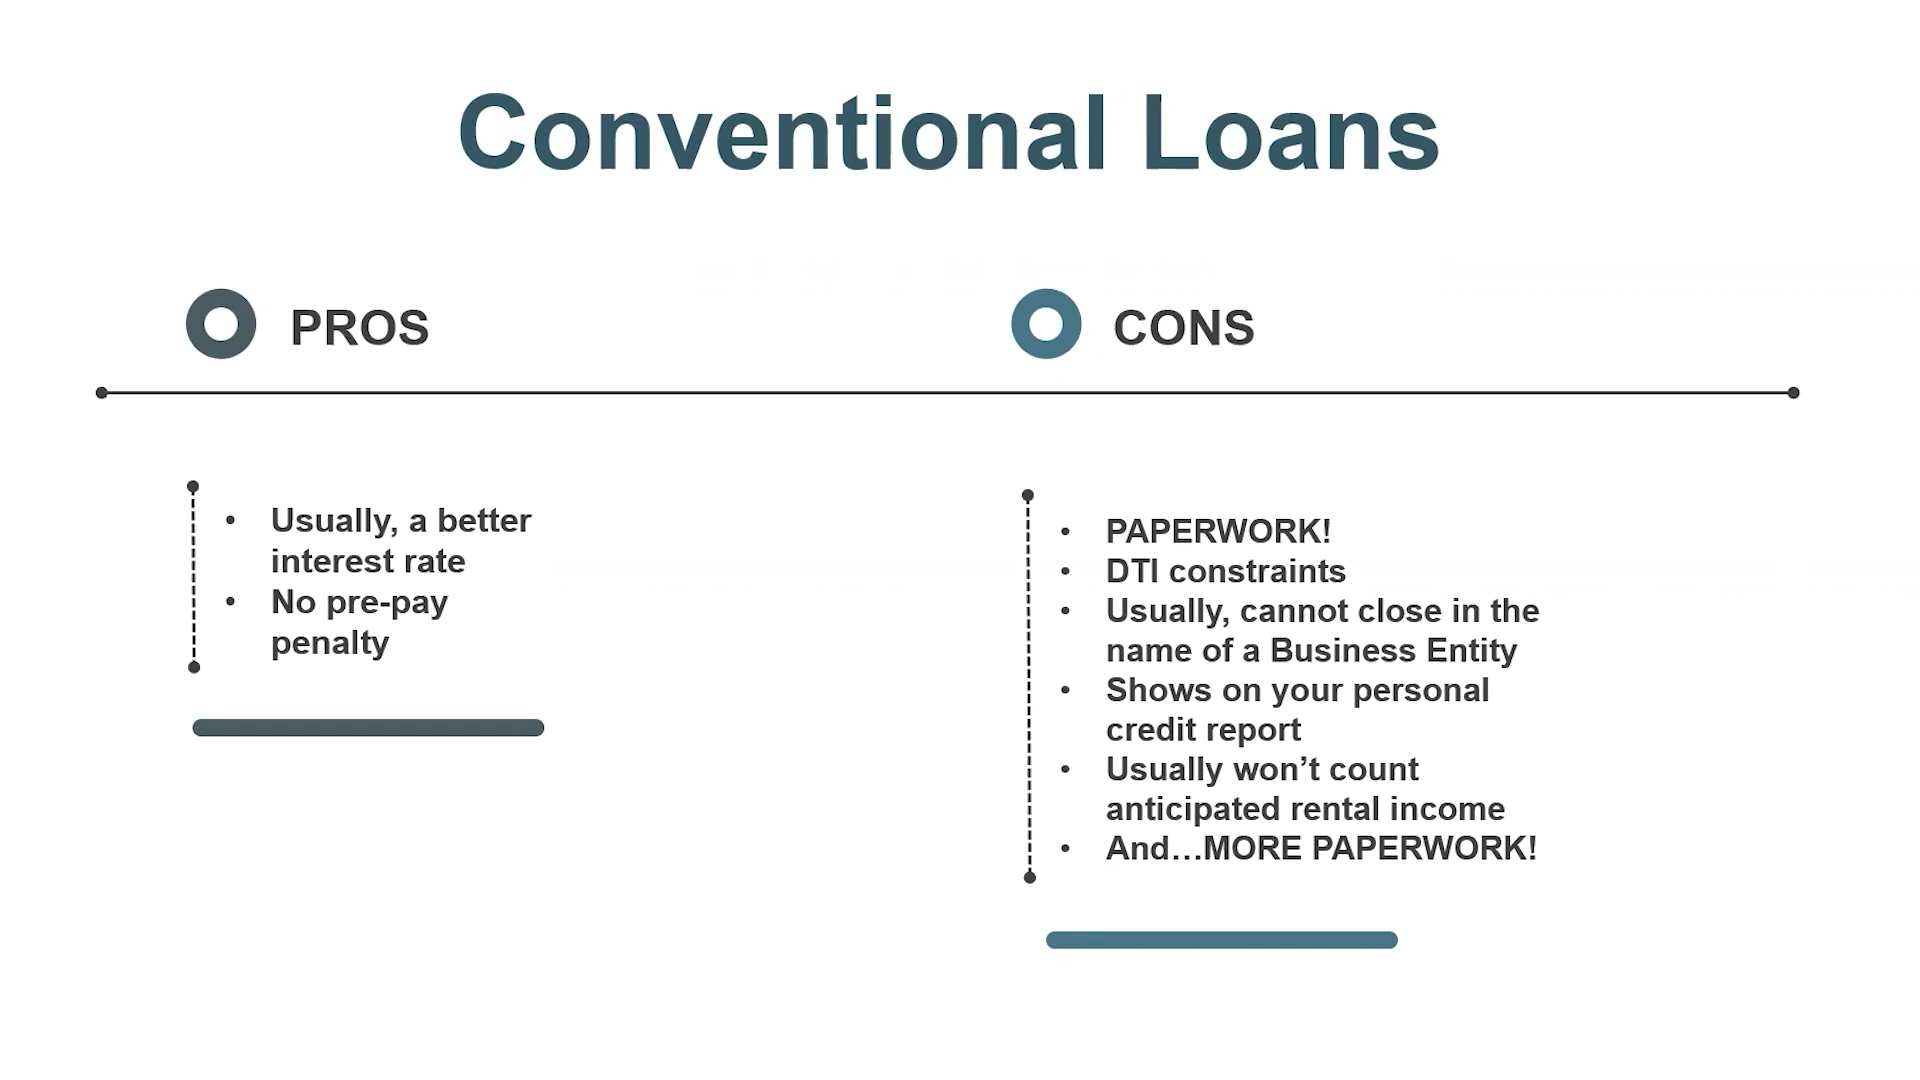 Conventional Loans
PROS
CONS
• Usually, a better
interest rate
• No pre-pay
penalty
• PAPERWORK!
• DTI constraints
• Usually, cannot close in the
name of a Business Entity
• Shows on your personal
credit report
• Usually won’t count
anticipated rental income
• And…MORE PAPERWORK!